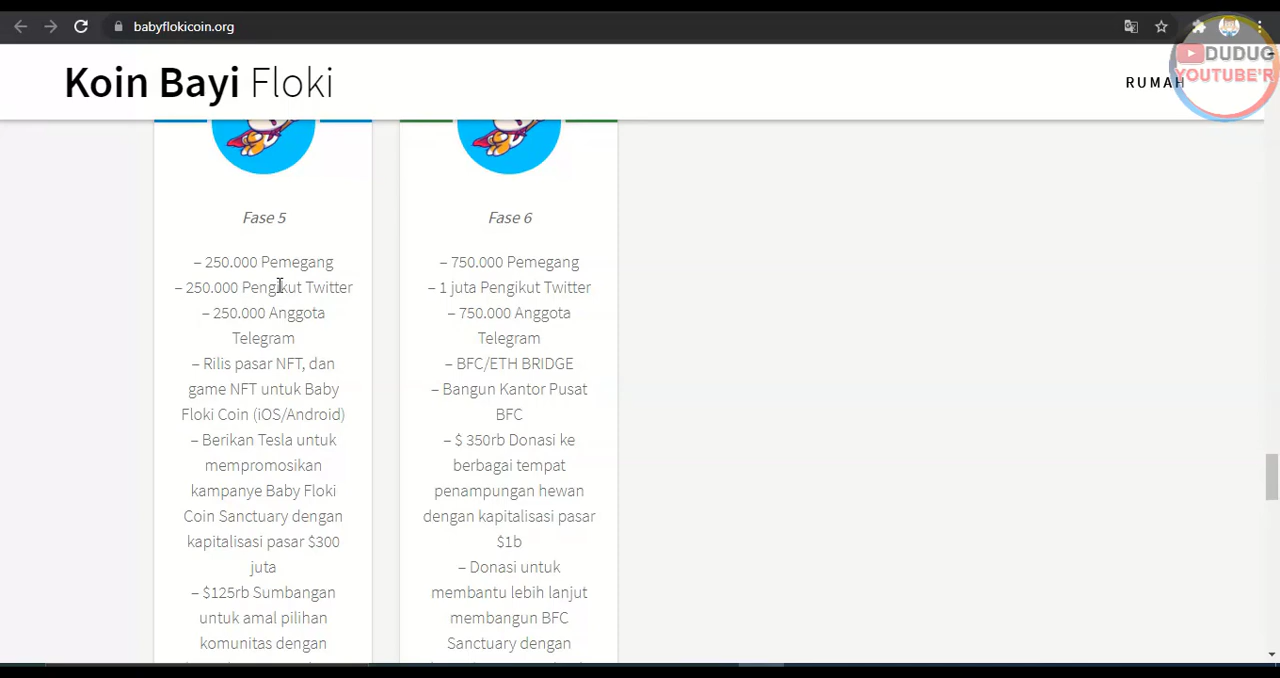 babyflokicoin.org
Koin Bayi Floki
RUMAH
DUDUG
YOUTUBE'R
Fase 5
– 250.000 Pemegang
– 250.000 Pengikut Twitter
– 250.000 Anggota
Telegram
– Rilis pasar NFT, dan
game NFT untuk Baby
Floki Coin (iOS/Android)
– Berikan Tesla untuk
mempromosikan
kampanye Baby Floki
Coin Sanctuary dengan
kapitalisasi pasar $300
juta
– $125rb Sumbangan
untuk amal pilihan
komunitas dengan
Fase 6
– 750.000 Pemegang
– 1 juta Pengikut Twitter
– 750.000 Anggota
Telegram
– BFC/ETH BRIDGE
– Bangun Kantor Pusat
BFC
– $ 350rb Donasi ke
berbagai tempat
penampungan hewan
dengan kapitalisasi pasar
$1b
– Donasi untuk
membantu lebih lanjut
membangun BFC
Sanctuary dengan